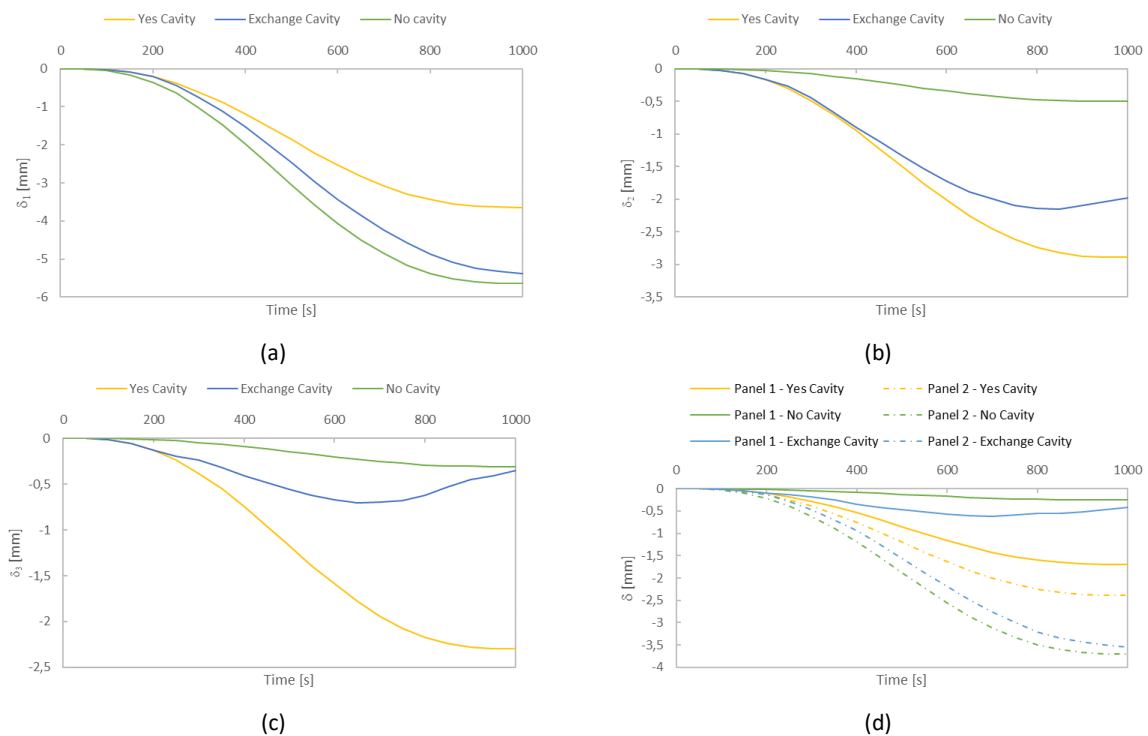 Yes Cavity Exchange Cavity No cavity
0 200 400 600 800 1000
0
-1
-2
-3
-4
-5
-6
δ1 [mm]
Time [s]
(a)
Yes Cavity Exchange Cavity No Cavity
0 200 400 600 800 1000
0
-0,5
-1
-1,5
-2
-2,5
-3
-3,5
δ2 [mm]
Time [s]
(b)
Yes Cavity Exchange Cavity No Cavity
0 200 400 600 800 1000
0
-0,5
-1
-1,5
-2
-2,5
δ3 [mm]
Time [s]
(c)
Panel 1 - Yes Cavity Panel 2 - Yes Cavity
Panel 1 - No Cavity Panel 2 - No Cavity
Panel 1 - Exchange Cavity Panel 2 - Exchange Cavity
0 200 400 600 800 1000
0
-0,5
-1
-1,5
-2
-2,5
-3
-3,5
-4
δ [mm]
Time [s]
(d)